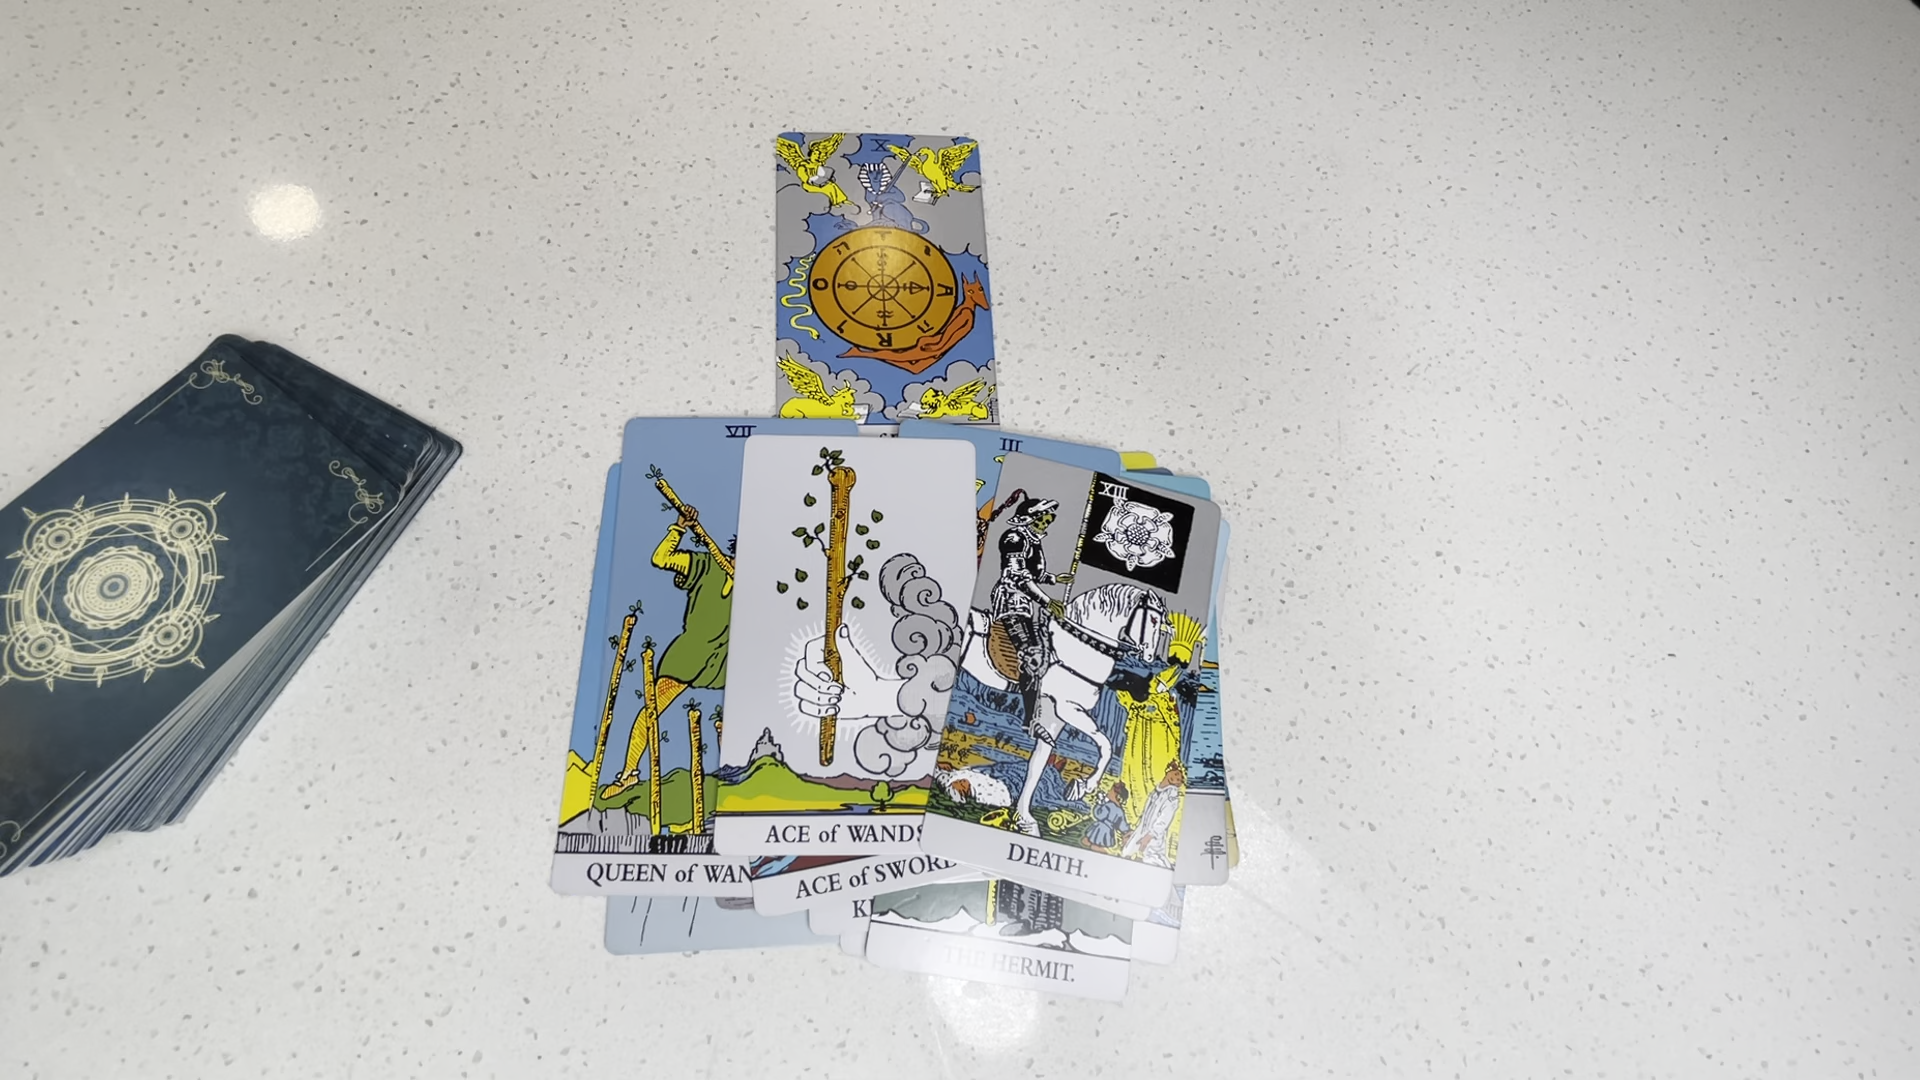 X
T
A
R
O
VII
III
XIII
ACE of WANDS
DEATH.
QUEEN of WAN
ACE of SWORD
K
THE HERMIT.